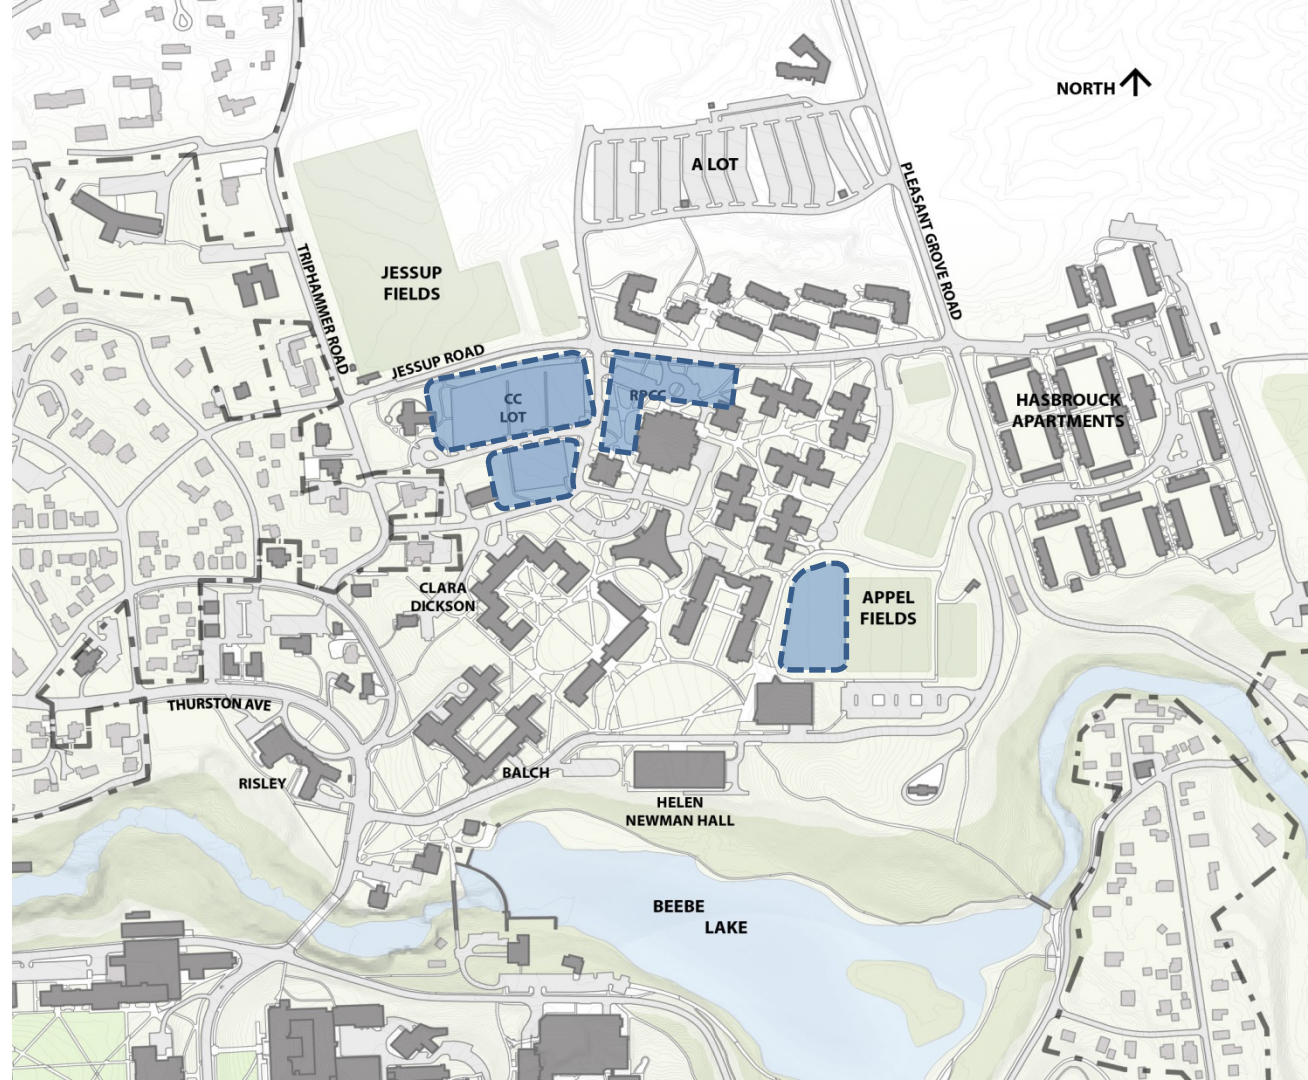 NORTH
A LOT
PLEASANT GROVE ROAD
TRIPHAMMER ROAD
JESSUP
FIELDS
JESSUP ROAD
CC
LOT
RPCC
HASBROUCK
APARTMENTS
CLARA
DICKSON
APPEL
FIELDS
THURSTON AVE
RISLEY
BALCH
HELEN
NEWMAN HALL
BEEBE
LAKE